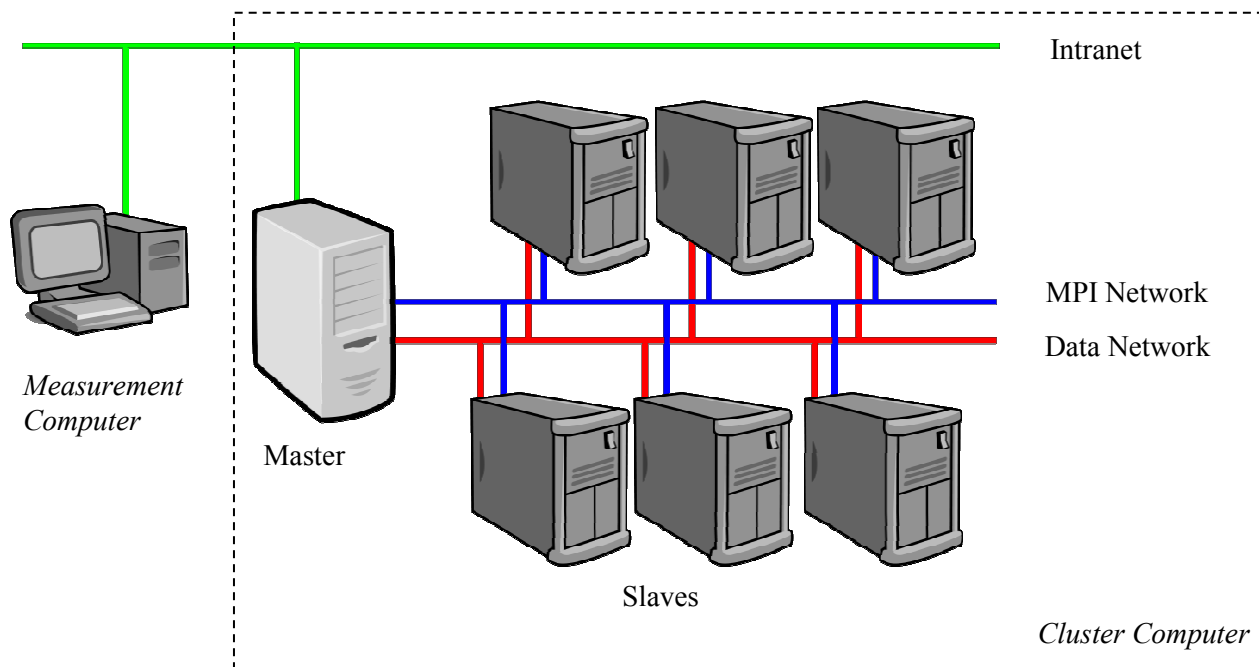 Intranet
MPI Network
Data Network
Measurement
Computer
Master
Slaves
Cluster Computer